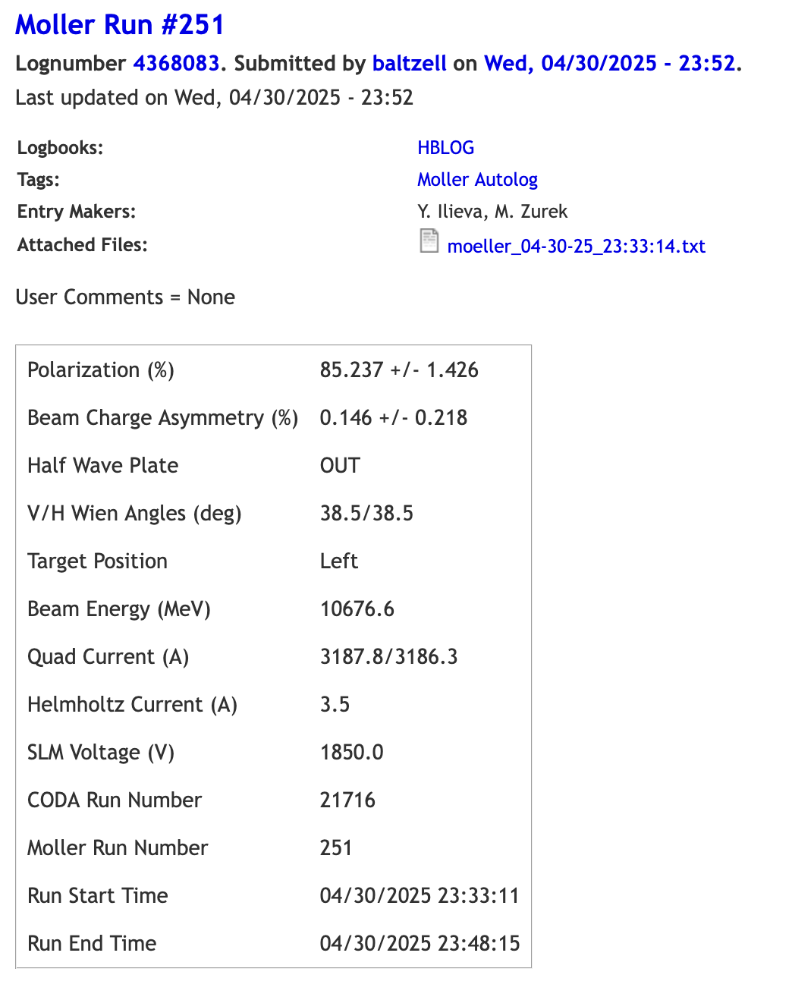 Moller Run #251
Lognumber 4368083. Submitted by baltzell on Wed, 04/30/2025 - 23:52.
Last updated on Wed, 04/30/2025 - 23:52
Logbooks: HBLOG
Tags: Moller Autolog
Entry Makers: Y. Ilieva, M. Zurek
Attached Files: moeller_04-30-25_23:33:14.txt
User Comments = None
Polarization (%) 85.237 +/- 1.426
Beam Charge Asymmetry (%) 0.146 +/- 0.218
Half Wave Plate OUT
V/H Wien Angles (deg) 38.5/38.5
Target Position Left
Beam Energy (MeV) 10676.6
Quad Current (A) 3187.8/3186.3
Helmholtz Current (A) 3.5
SLM Voltage (V) 1850.0
CODA Run Number 21716
Moller Run Number 251
Run Start Time 04/30/2025 23:33:11
Run End Time 04/30/2025 23:48:15